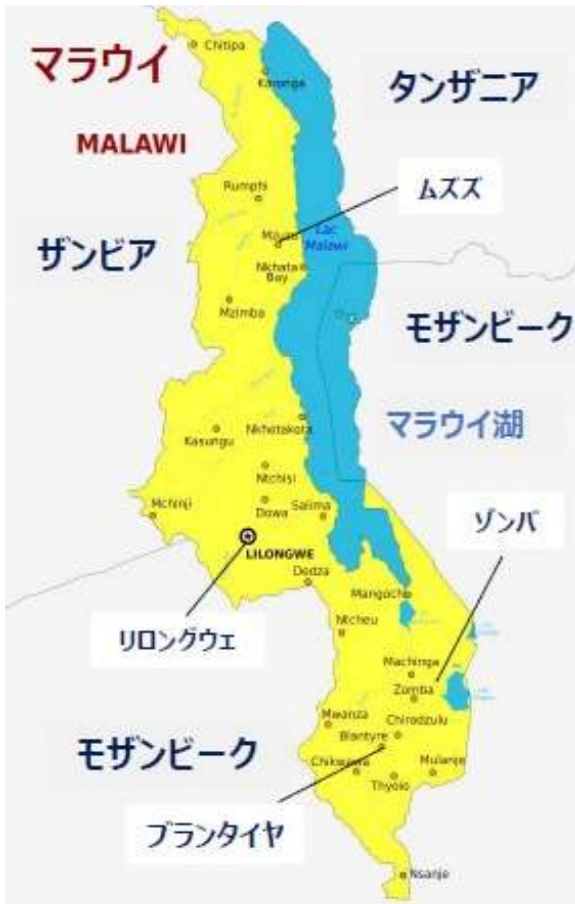 マラウイ
Chitipa
Karonga
タンザニア
MALAWI
Rumphi
ムズズ
ザンビア
Mzuzu
Lac
Malawi
Nkhata
Bay
Mzimba
モザンビーク
マラウイ湖
Kasungu
Nkhotakota
Ntchisi
Mchinji
Dowa
Salima
ゾンバ
LILONGWE
Dedza
Mangochi
Ntcheu
リロングウェ
Machinga
Zomba
Mwanza
Chirodzulu
モザンビーク
Blantyre
Chikwawa
Mulanje
Thyolo
ブランタイヤ
Nsanje